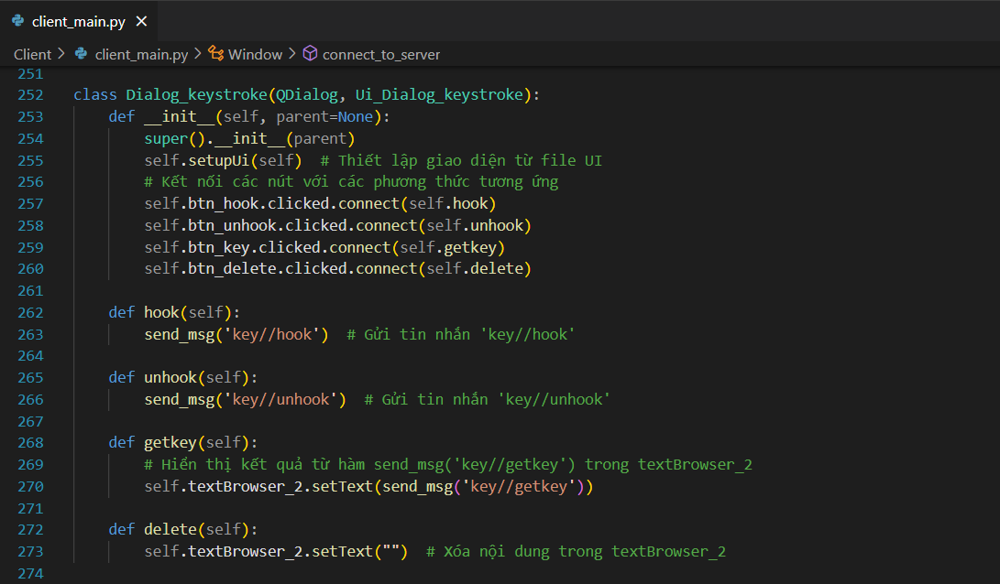 client_main.py
Client > client_main.py > Window > connect_to_server
251
252 class Dialog_keystroke(QDialog, Ui_Dialog_keystroke):
253     def __init__(self, parent=None):
254         super().__init__(parent)
255         self.setupUi(self)  # Thiết lập giao diện từ file UI
256         # Kết nối các nút với các phương thức tương ứng
257         self.btn_hook.clicked.connect(self.hook)
258         self.btn_unhook.clicked.connect(self.unhook)
259         self.btn_key.clicked.connect(self.getkey)
260         self.btn_delete.clicked.connect(self.delete)
261
262     def hook(self):
263         send_msg('key//hook')  # Gửi tin nhắn 'key//hook'
264
265     def unhook(self):
266         send_msg('key//unhook')  # Gửi tin nhắn 'key//unhook'
267
268     def getkey(self):
269         # Hiển thị kết quả từ hàm send_msg('key//getkey') trong textBrowser_2
270         self.textBrowser_2.setText(send_msg('key//getkey'))
271
272     def delete(self):
273         self.textBrowser_2.setText("")  # Xóa nội dung trong textBrowser_2
274